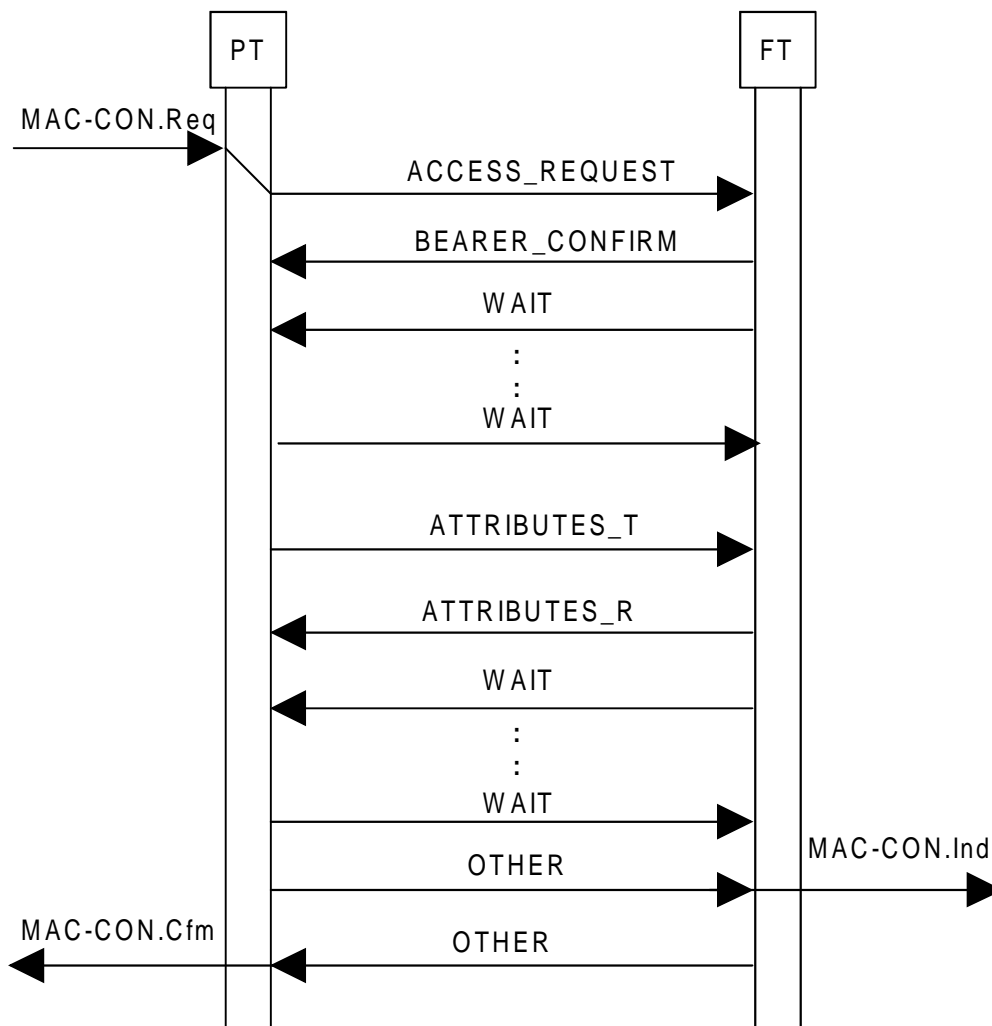 PT
FT
MAC-CON.Req
ACCESS_REQUEST
BEARER_CONFIRM
WAIT
:
:
WAIT
ATTRIBUTES_T
ATTRIBUTES_R
WAIT
:
:
WAIT
OTHER
MAC-CON.Ind
MAC-CON.Cfm
OTHER